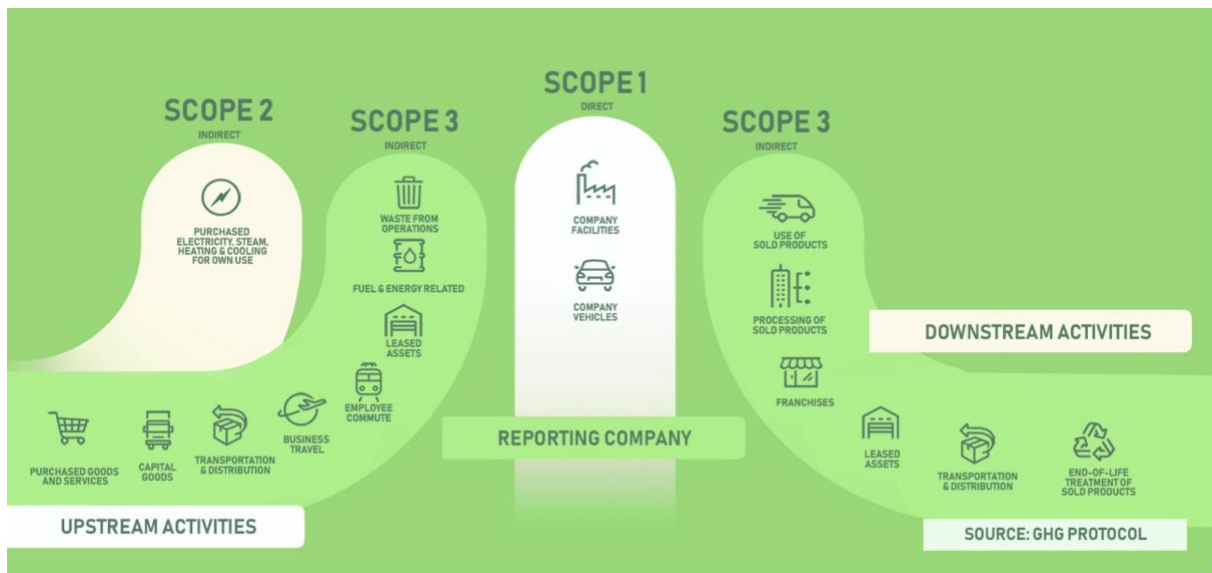 SCOPE 2
INDIRECT
PURCHASED
ELECTRICITY, STEAM,
HEATING & COOLING
FOR OWN USE
SCOPE 3
INDIRECT
WASTE FROM
OPERATIONS
FUEL & ENERGY RELATED
LEASED
ASSETS
EMPLOYEE
COMMUTE
BUSINESS
TRAVEL
TRANSPORTATION
& DISTRIBUTION
CAPITAL
GOODS
PURCHASED GOODS
AND SERVICES
UPSTREAM ACTIVITIES
SCOPE 1
DIRECT
COMPANY
FACILITIES
COMPANY
VEHICLES
REPORTING COMPANY
SCOPE 3
INDIRECT
USE OF
SOLD PRODUCTS
PROCESSING OF
SOLD PRODUCTS
FRANCHISES
LEASED
ASSETS
TRANSPORTATION
& DISTRIBUTION
END-OF-LIFE
TREATMENT OF
SOLD PRODUCTS
DOWNSTREAM ACTIVITIES
SOURCE: GHG PROTOCOL